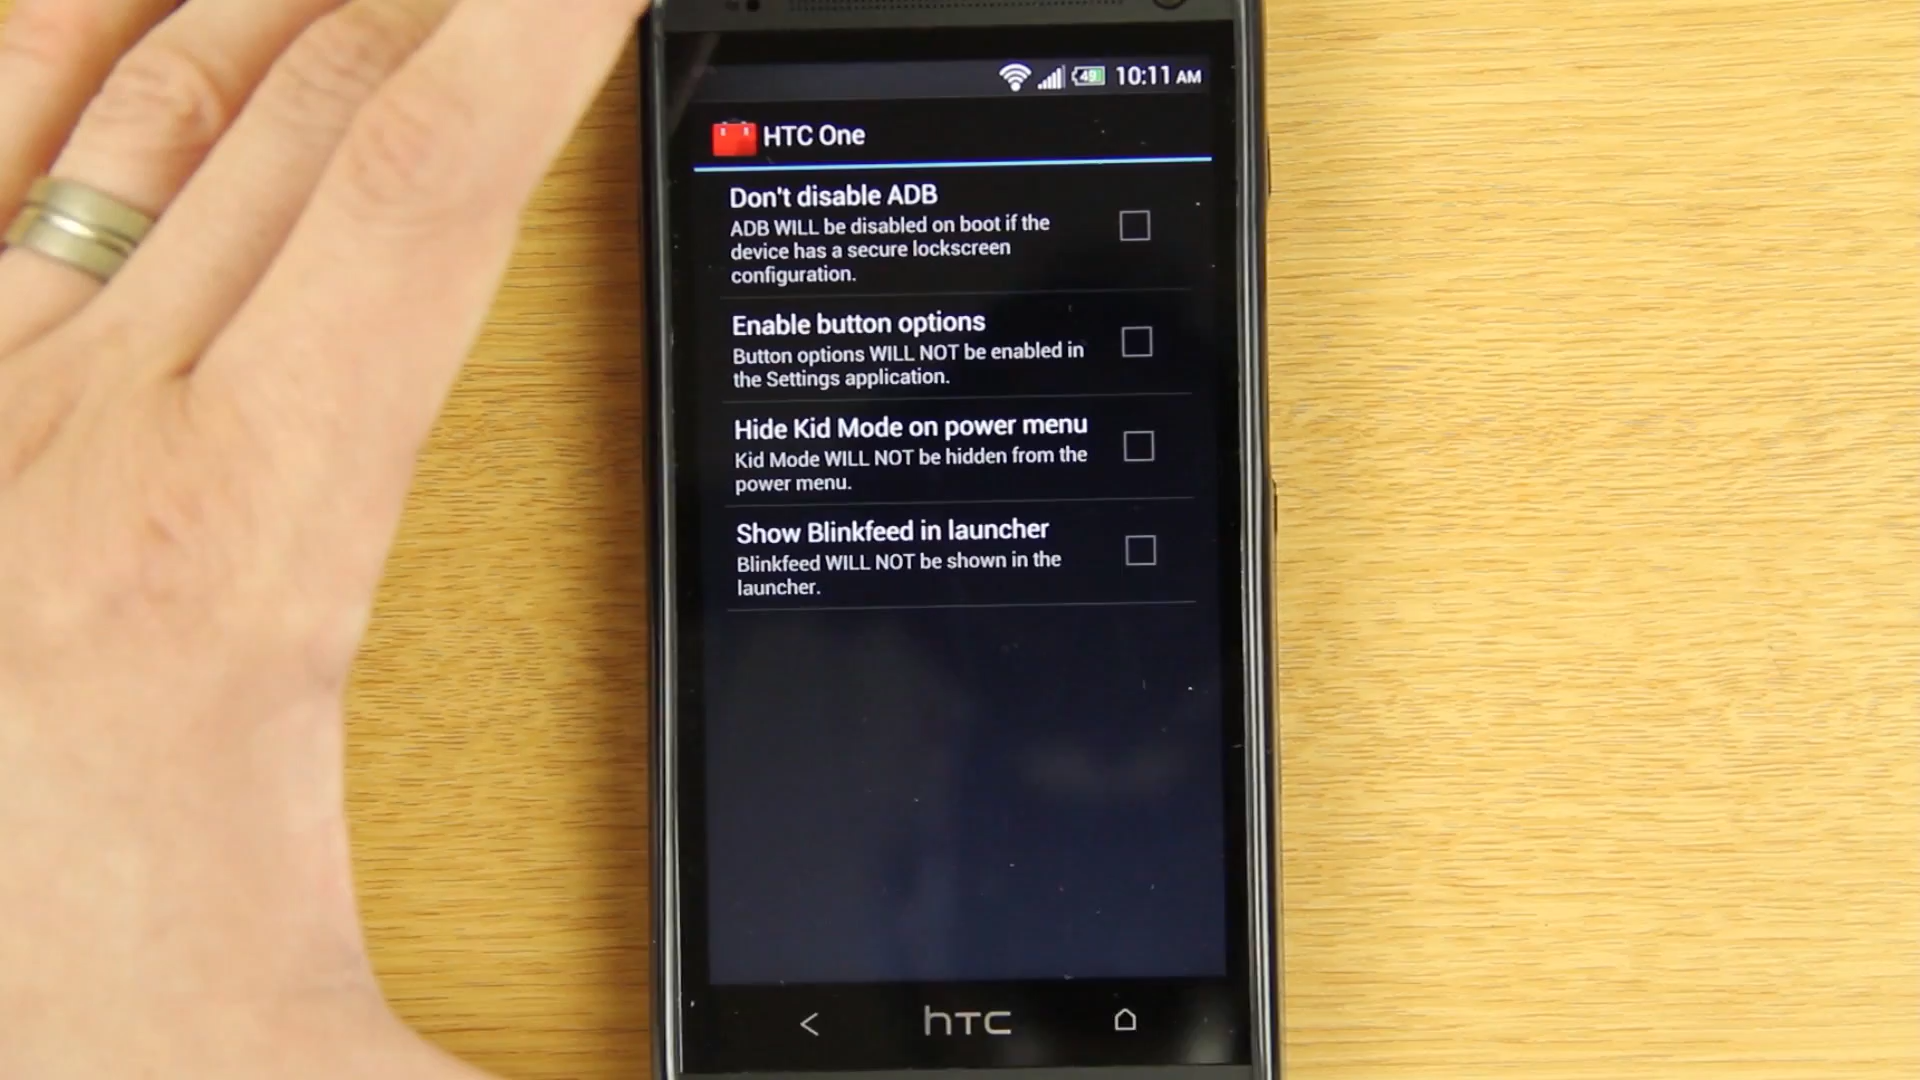 49 10:11 AM
HTC One
Don't disable ADB
ADB WILL be disabled on boot if the
device has a secure lockscreen
configuration.
Enable button options
Button options WILL NOT be enabled in
the Settings application.
Hide Kid Mode on power menu
Kid Mode WILL NOT be hidden from the
power menu.
Show Blinkfeed in launcher
Blinkfeed WILL NOT be shown in the
launcher.
hTC